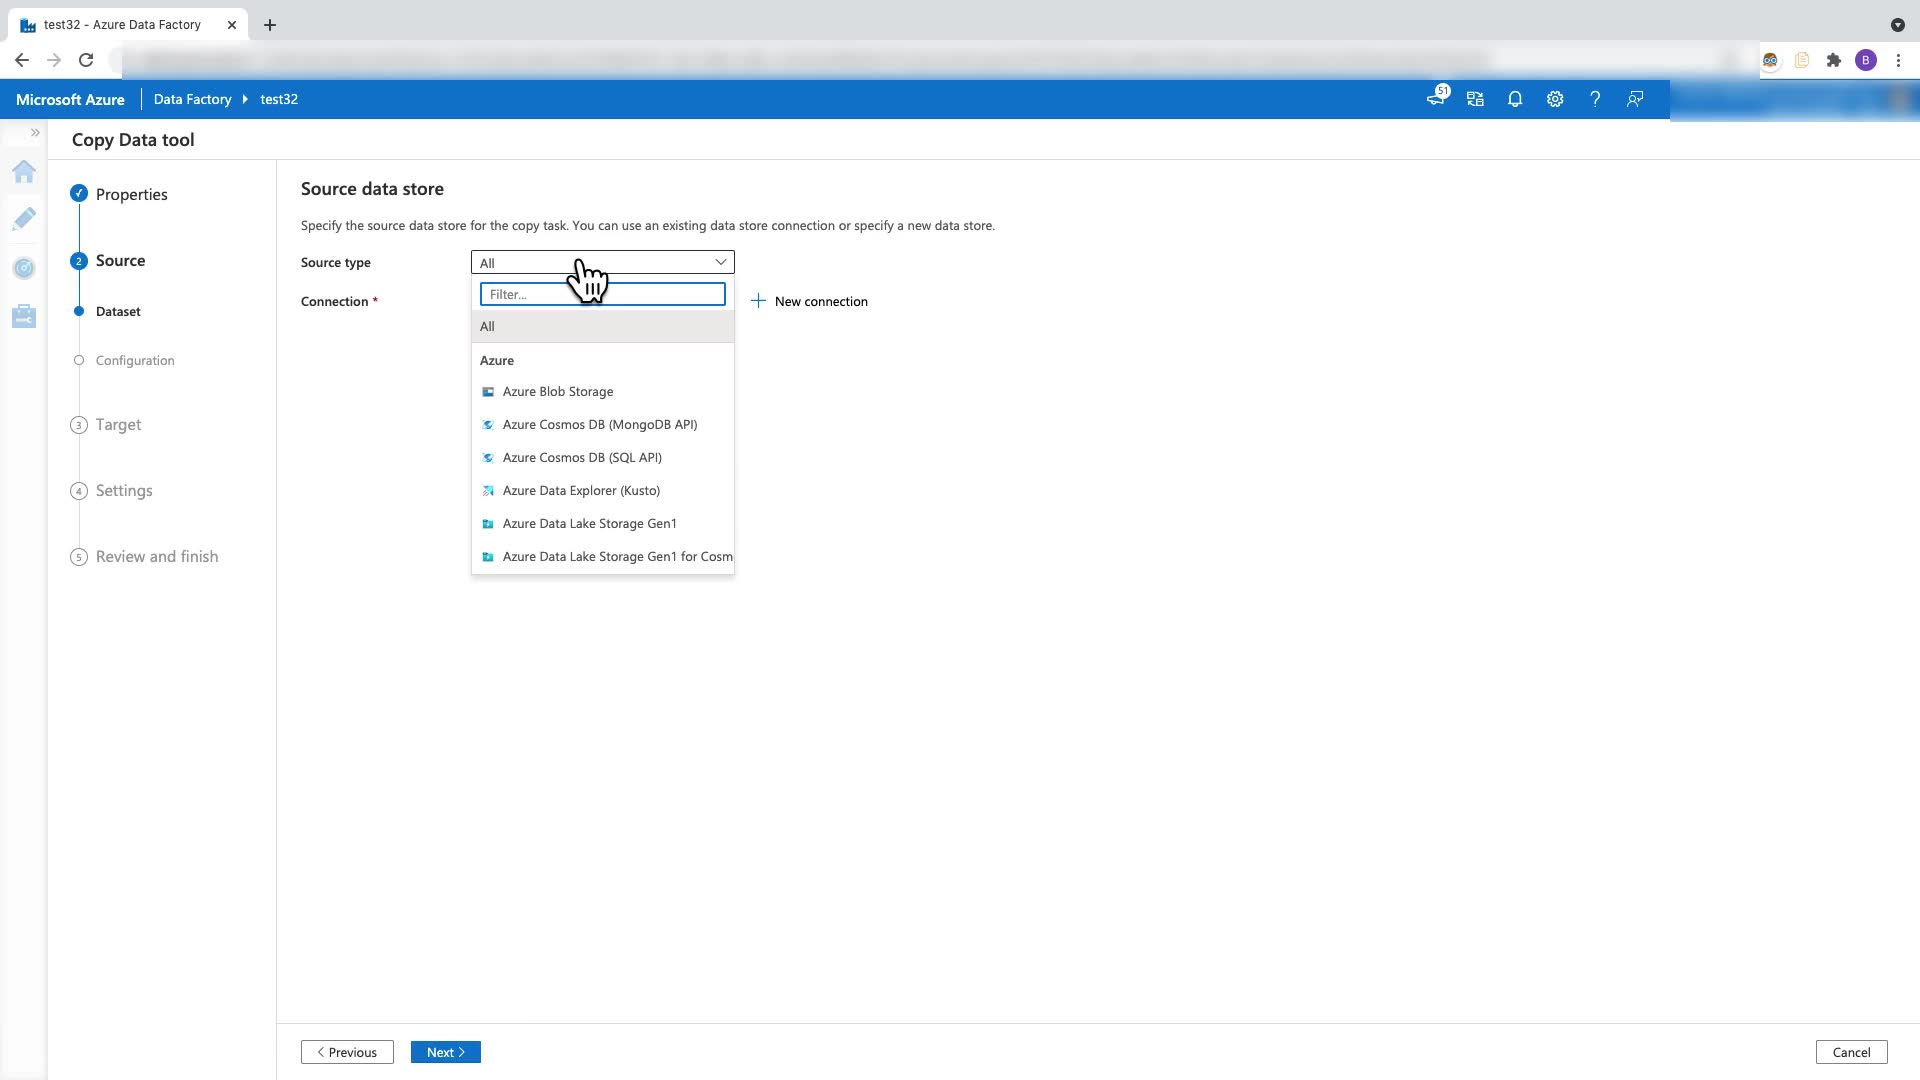 test32 - Azure Data Factory
B
Microsoft Azure
Data Factory
test32
51
Copy Data tool
Properties
2
Source
Dataset
Configuration
3
Target
4
Settings
5
Review and finish
Source data store
Specify the source data store for the copy task. You can use an existing data store connection or specify a new data store.
Source type
All
Connection *
Filter...
New connection
All
Azure
Azure Blob Storage
Azure Cosmos DB (MongoDB API)
Azure Cosmos DB (SQL API)
Azure Data Explorer (Kusto)
Azure Data Lake Storage Gen1
Azure Data Lake Storage Gen1 for Cosm
Previous
Next
Cancel